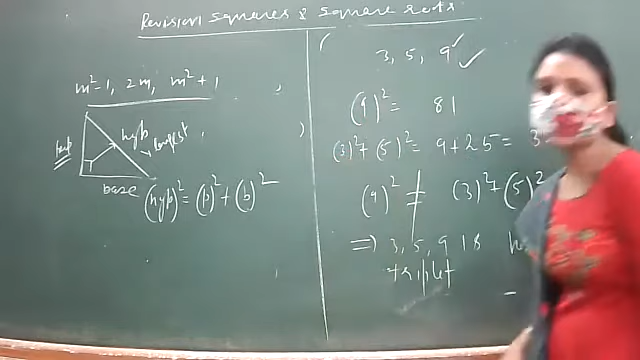 Revision squares & square roots
m²-1, 2m, m²+1
hyp
longest
base
(hyp)² = (p)² + (b)²
3, 5, 9
(9)² = 81
(3)² + (5)² = 9 + 25 = 3
(9)² ≠ (3)² + (5)²
⇒ 3, 5, 9 is
triplet